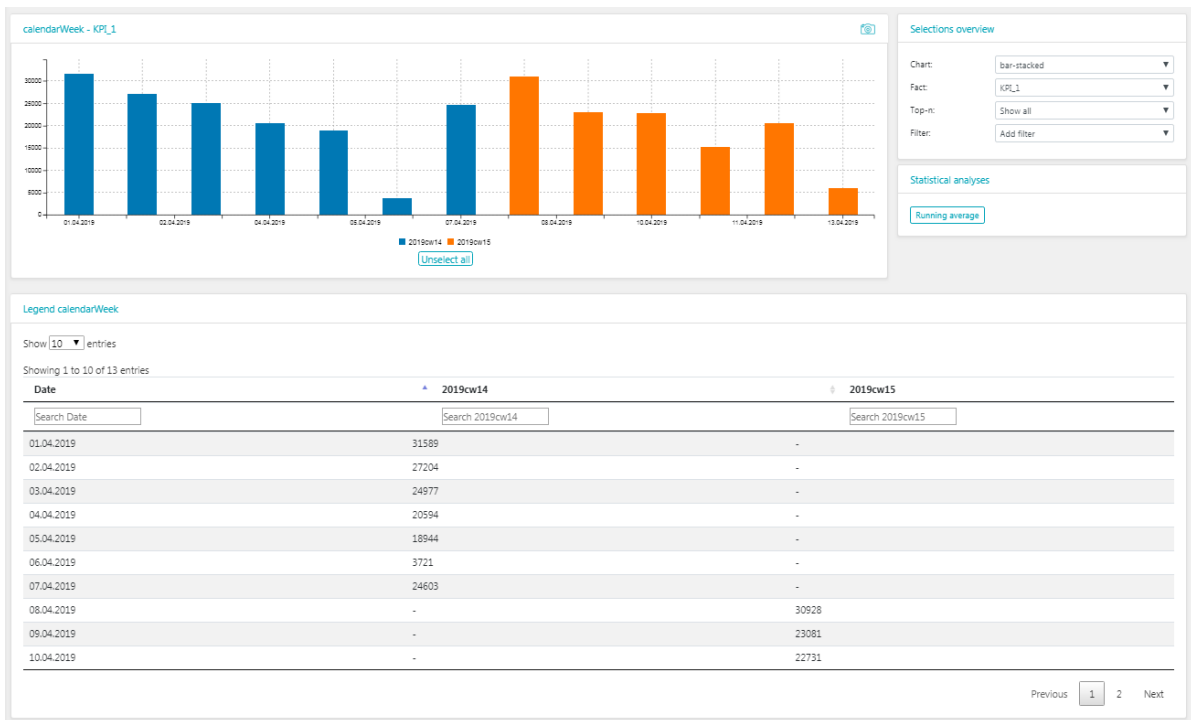 calendarWeek - KPI_1
30000
25000
20000
15000
10000
5000
0
01.04.2019 02.04.2019 04.04.2019 05.04.2019 07.04.2019 08.04.2019 10.04.2019 11.04.2019 13.04.2019
2019cw14 2019cw15
Unselect all
Selections overview
Chart: bar-stacked
Fact: KPI_1
Top-n: Show all
Filter: Add filter
Statistical analyses
Running average
Legend calendarWeek
Show 10 entries
Showing 1 to 10 of 13 entries
Date 2019cw14 2019cw15
Search Date Search 2019cw14 Search 2019cw15
01.04.2019 31589 -
02.04.2019 27204 -
03.04.2019 24977 -
04.04.2019 20594 -
05.04.2019 18944 -
06.04.2019 3721 -
07.04.2019 24603 -
08.04.2019 - 30928
09.04.2019 - 23081
10.04.2019 - 22731
Previous 1 2 Next